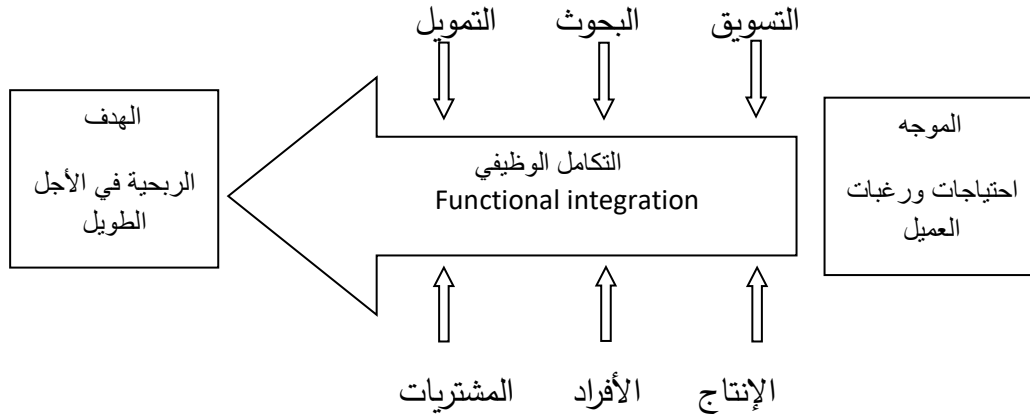 التسويق
البحوث
التمويل
الموجه
احتياجات ورغبات
العميل
التكامل الوظيفي
Functional integration
الهدف
الربحية في الأجل
الطويل
الإنتاج
الأفراد
المشتريات